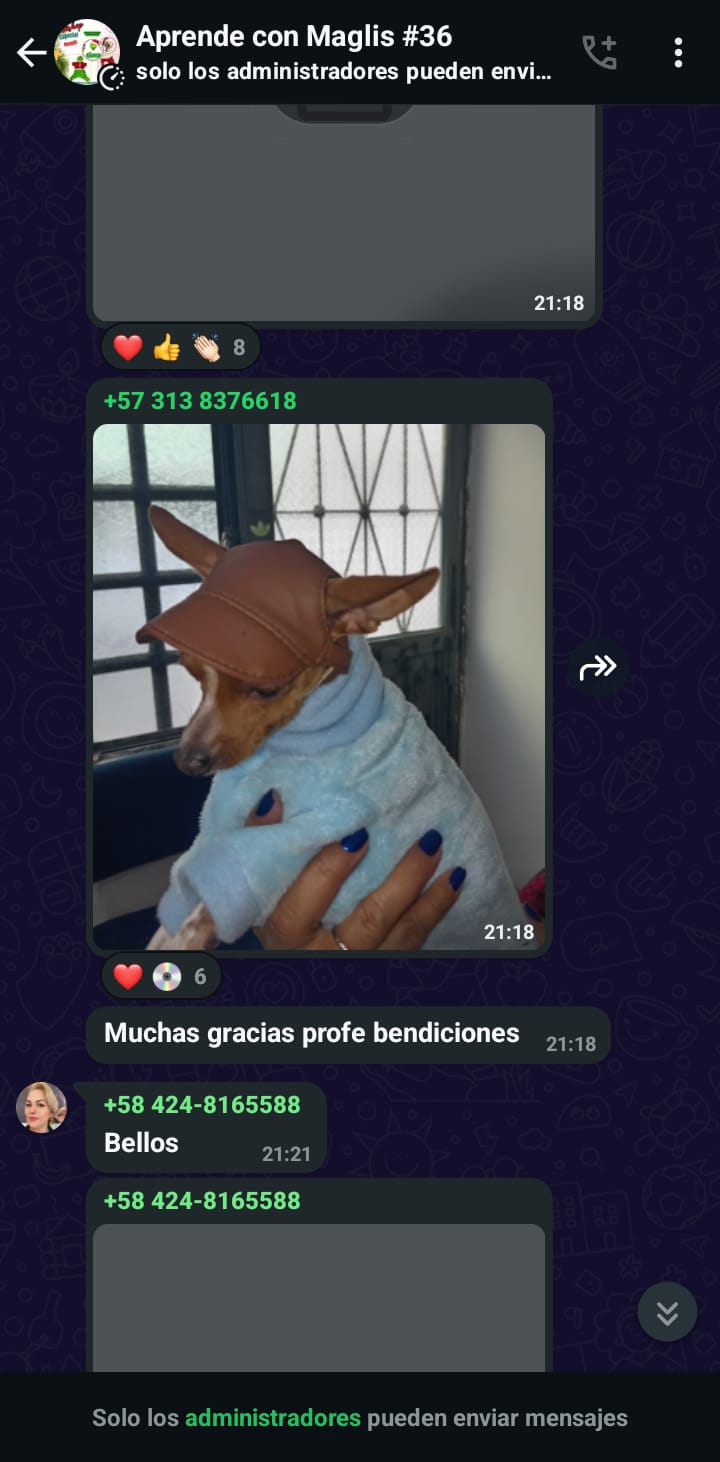 Aprende con Maglis #36
solo los administradores pueden envi...
21:18
8
+57 313 8376618
21:18
6
Muchas gracias profe bendiciones 21:18
+58 424-8165588
Bellos 21:21
+58 424-8165588
Solo los administradores pueden enviar mensajes